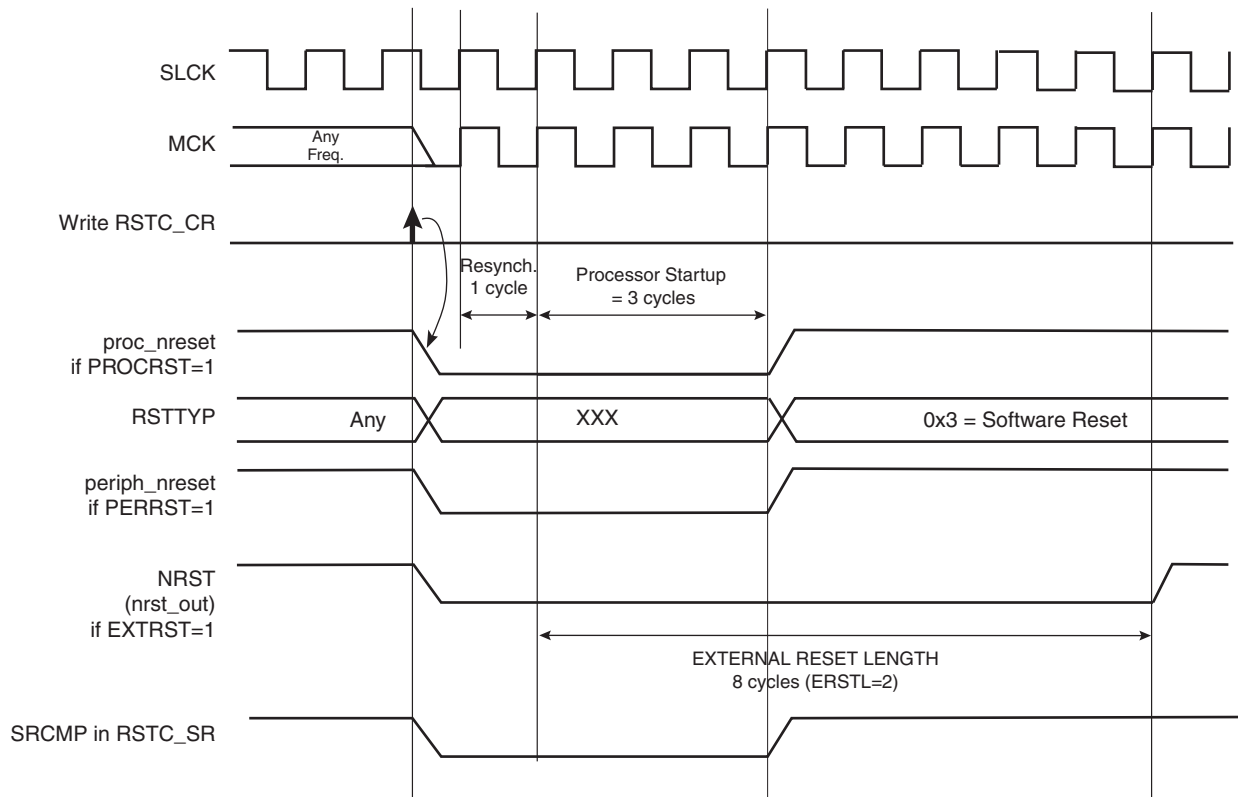 SLCK
MCK
Any
Freq.
Write RSTC_CR
Resynch.
1 cycle
Processor Startup
= 3 cycles
proc_nreset
if PROCRST=1
RSTTYP
Any
XXX
0x3 = Software Reset
periph_nreset
if PERRST=1
NRST
(nrst_out)
if EXTRST=1
EXTERNAL RESET LENGTH
8 cycles (ERSTL=2)
SRCMP in RSTC_SR